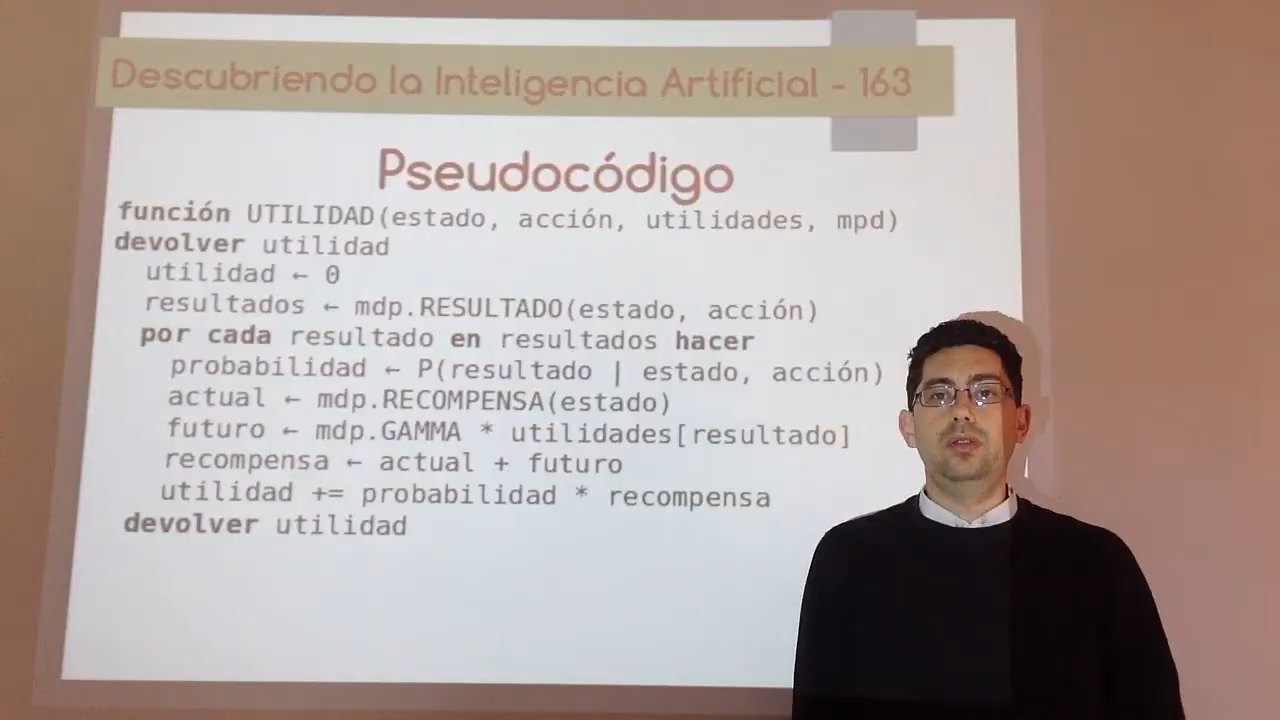 Descubriendo la Inteligencia Artificial - 163
Pseudocódigo
función UTILIDAD(estado, acción, utilidades, mpd)
devolver utilidad
utilidad ← 0
resultados ← mdp.RESULTADO(estado, acción)
por cada resultado en resultados hacer
probabilidad ← P(resultado | estado, acción)
actual ← mdp.RECOMPENSA(estado)
futuro ← mdp.GAMMA * utilidades[resultado]
recompensa ← actual + futuro
utilidad += probabilidad * recompensa
devolver utilidad